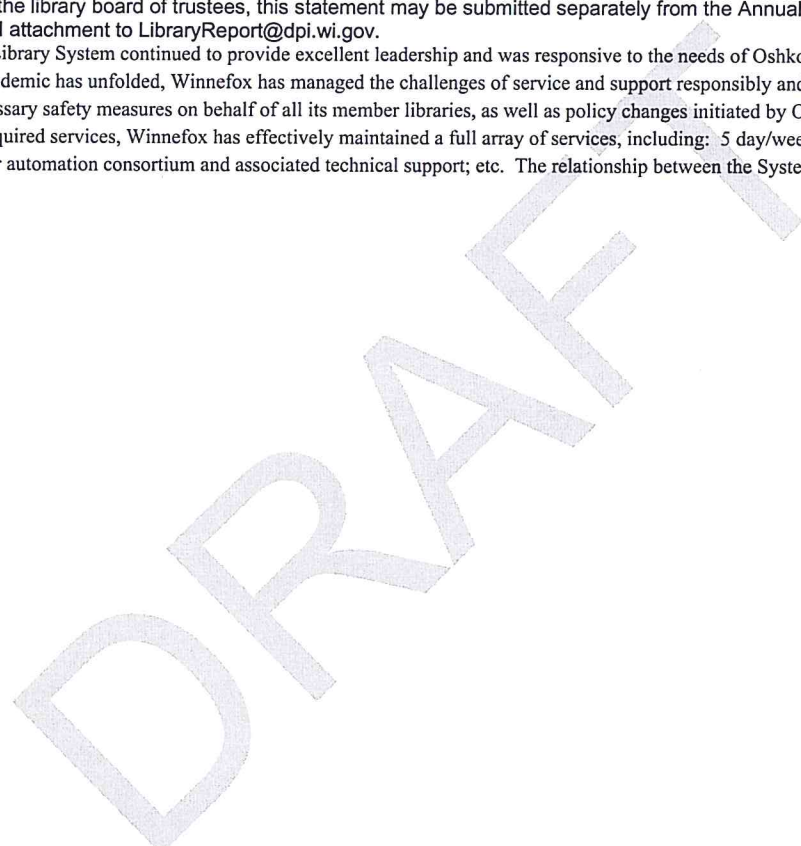 the library board of trustees, this statement may be submitted separately from the Annual
attachment to LibraryReport@dpi.wi.gov.
Library System continued to provide excellent leadership and was responsive to the needs of
demic has unfolded, Winnefox has managed the challenges of service and support responsibly and
ssary safety measures on behalf of all its member libraries, as well as policy changes initiated by
quired services, Winnefox has effectively maintained a full array of services, including: 5 day/wee
automation consortium and associated technical support; etc. The relationship between the Syste
DRAFT